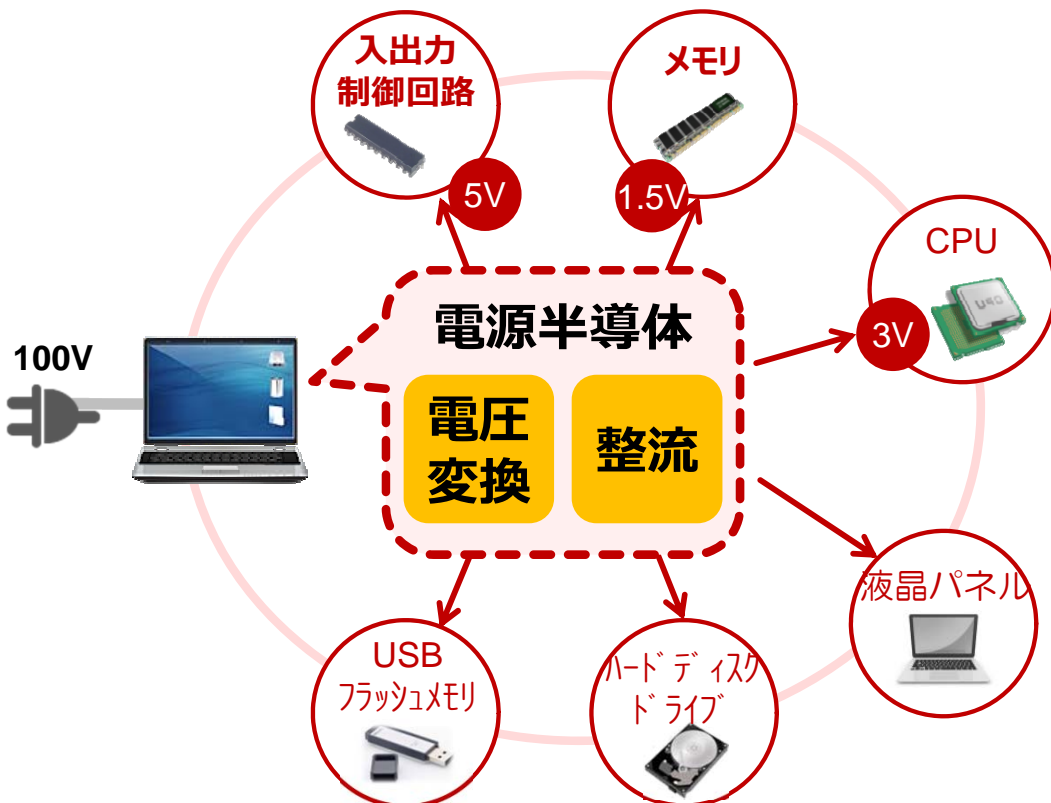 入出力
制御回路
メモリ
5V
1.5V
CPU
3V
100V
電源半導体
電圧
変換
整流
液晶パネル
USB
フラッシュメモリ
ハードディスク
ドライブ